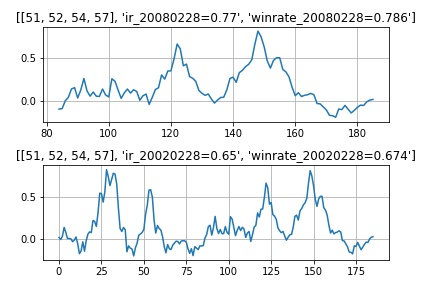 [[51, 52, 54, 57], 'ir_20080228=0.77', 'winrate_20080228=0.786']
0.5
0.0
80 100 120 140 160 180
[[51, 52, 54, 57], 'ir_20020228=0.65', 'winrate_20020228=0.674']
0.5
0.0
0 25 50 75 100 125 150 175